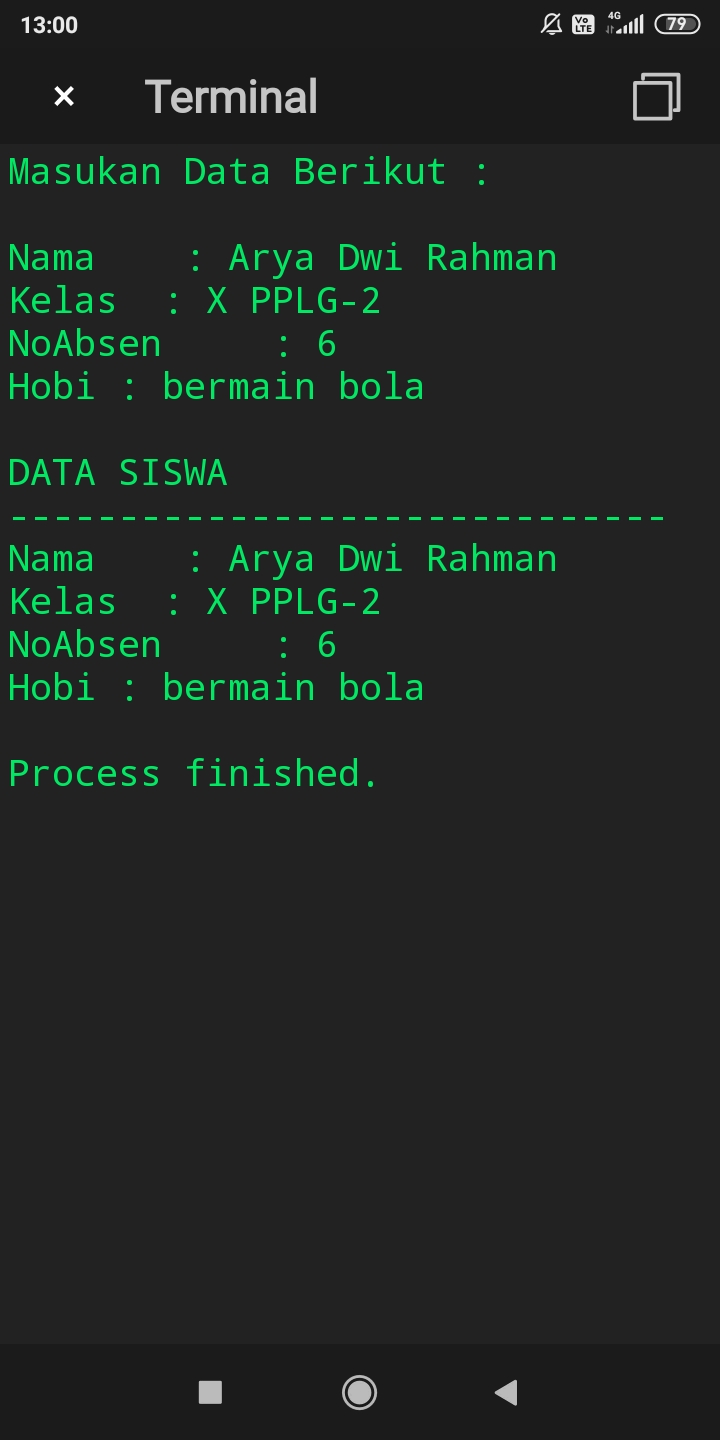 13:00
Vo LTE 4G 79
Terminal
Masukan Data Berikut :
Nama    : Arya Dwi Rahman
Kelas  : X PPLG-2
NoAbsen     : 6
Hobi : bermain bola
DATA SISWA
------------------------------
Nama    : Arya Dwi Rahman
Kelas  : X PPLG-2
NoAbsen     : 6
Hobi : bermain bola
Process finished.